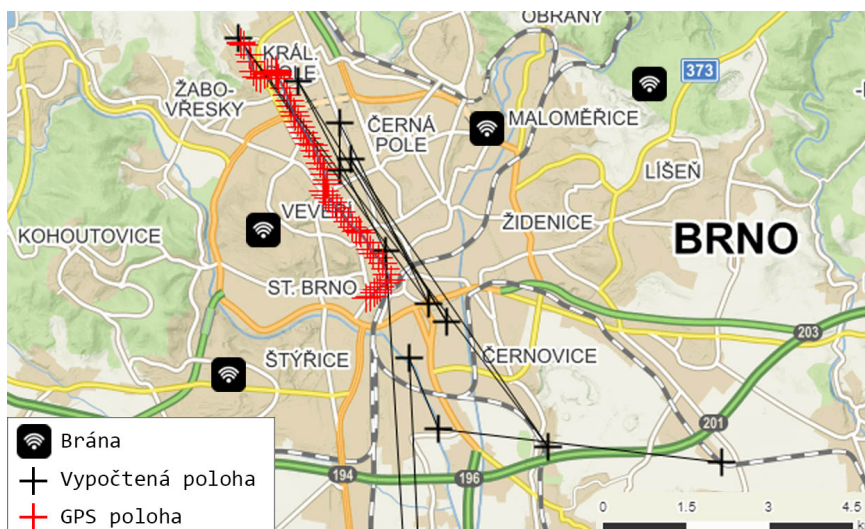 OBŘANY
KRÁL.
POLE
373
ŽABO-
VŘESKY
ČERNÁ
POLE
MALOMĚŘICE
LÍŠEŇ
VEVEŘÍ
ŽIDENICE
KOHOUTOVICE
BRNO
ST. BRNO
203
ŠTÝŘICE
ČERNOVICE
201
194
196
Brána
Vypočtená poloha
GPS poloha
0 1.5 3 4.5